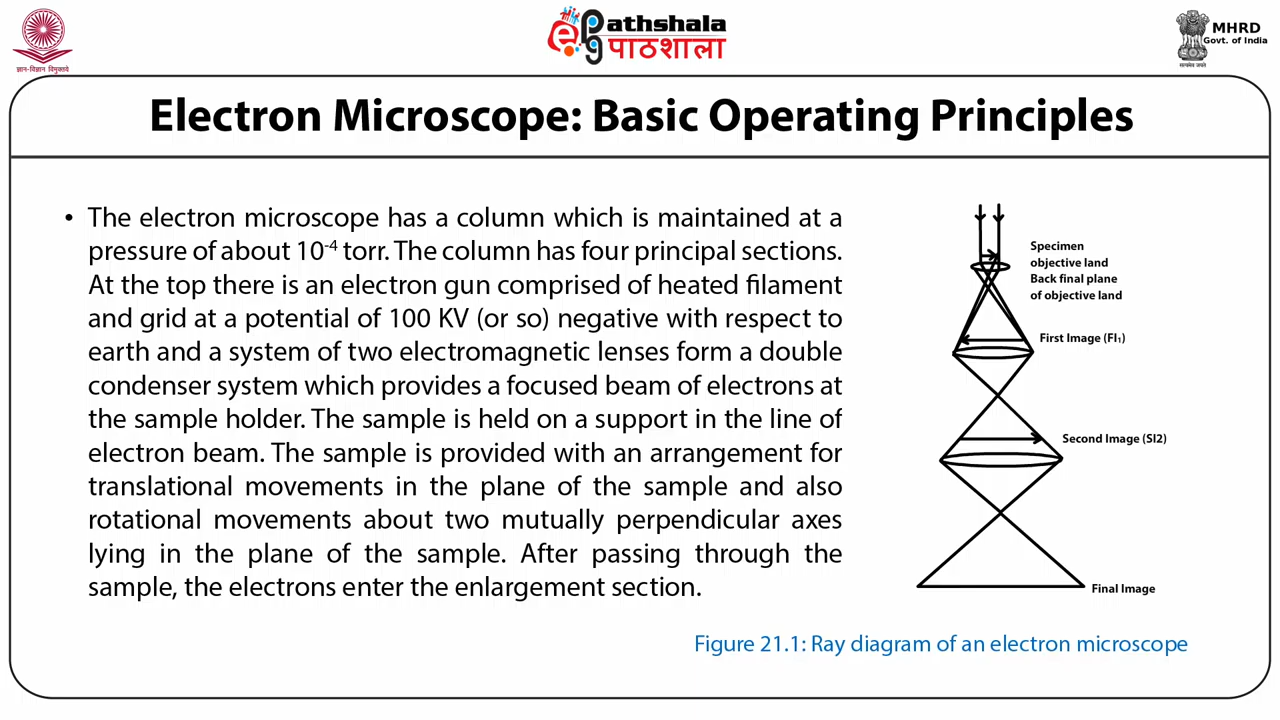 ज्ञान-विज्ञान विमुक्तये
ePg
athshala
पाठशाला
MHRD
Govt. of India
सत्यमेव जयते
Electron Microscope: Basic Operating Principles
• The electron microscope has a column which is maintained at a
pressure of about 10⁻⁴ torr. The column has four principal sections.
At the top there is an electron gun comprised of heated filament
and grid at a potential of 100 KV (or so) negative with respect to
earth and a system of two electromagnetic lenses form a double
condenser system which provides a focused beam of electrons at
the sample holder. The sample is held on a support in the line of
electron beam. The sample is provided with an arrangement for
translational movements in the plane of the sample and also
rotational movements about two mutually perpendicular axes
lying in the plane of the sample. After passing through the
sample, the electrons enter the enlargement section.
Specimen
objective land
Back final plane
of objective land
First Image (FI₁)
Second Image (SI2)
Final Image
Figure 21.1: Ray diagram of an electron microscope